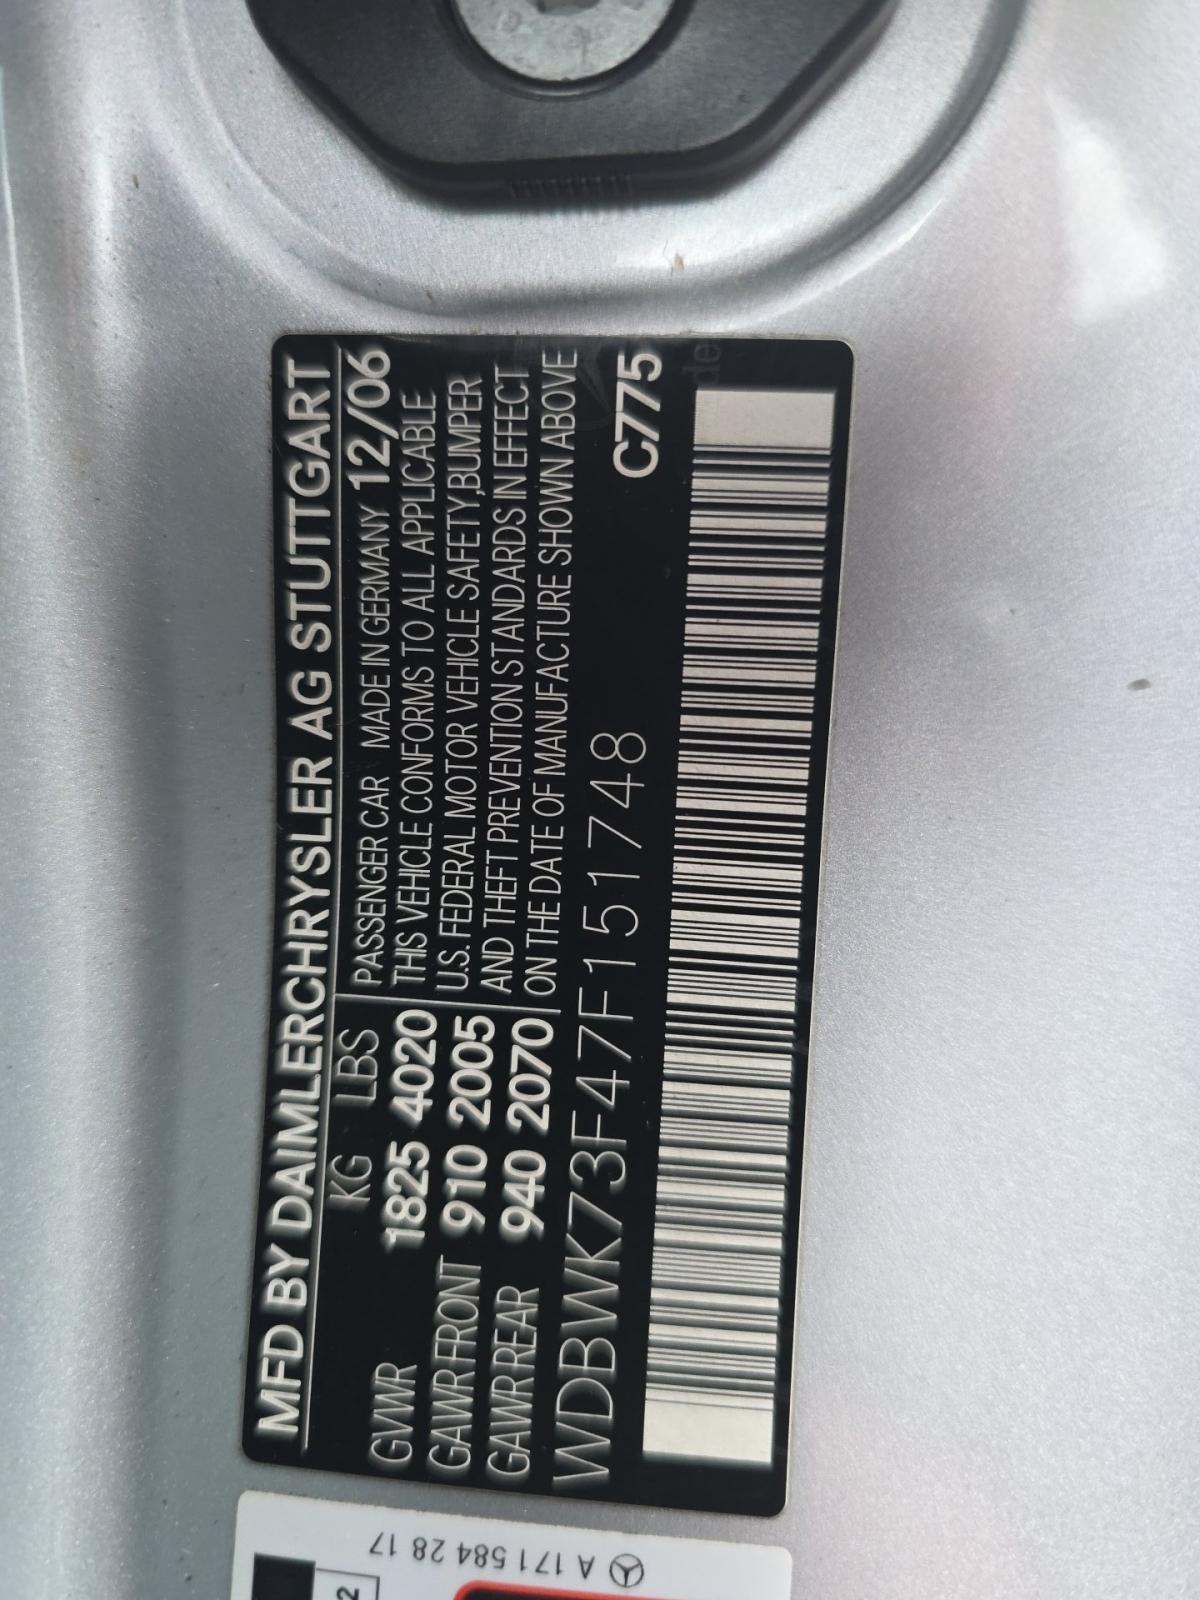 MFD BY DAIMLERCHRYSLER AG STUTTGART
KG LBS
PASSENGER CAR MADE IN GERMANY 12/06
GVWR 1825 4020
THIS VEHICLE CONFORMS TO ALL APPLICABLE
GAWR FRONT 910 2005
U.S. FEDERAL MOTOR VEHICLE SAFETY, BUMPER
GAWR REAR 940 2070
AND THEFT PREVENTION STANDARDS IN EFFECT
ON THE DATE OF MANUFACTURE SHOWN ABOVE
WDBWK73F47F151748
C775
A 171 584 28 17
2